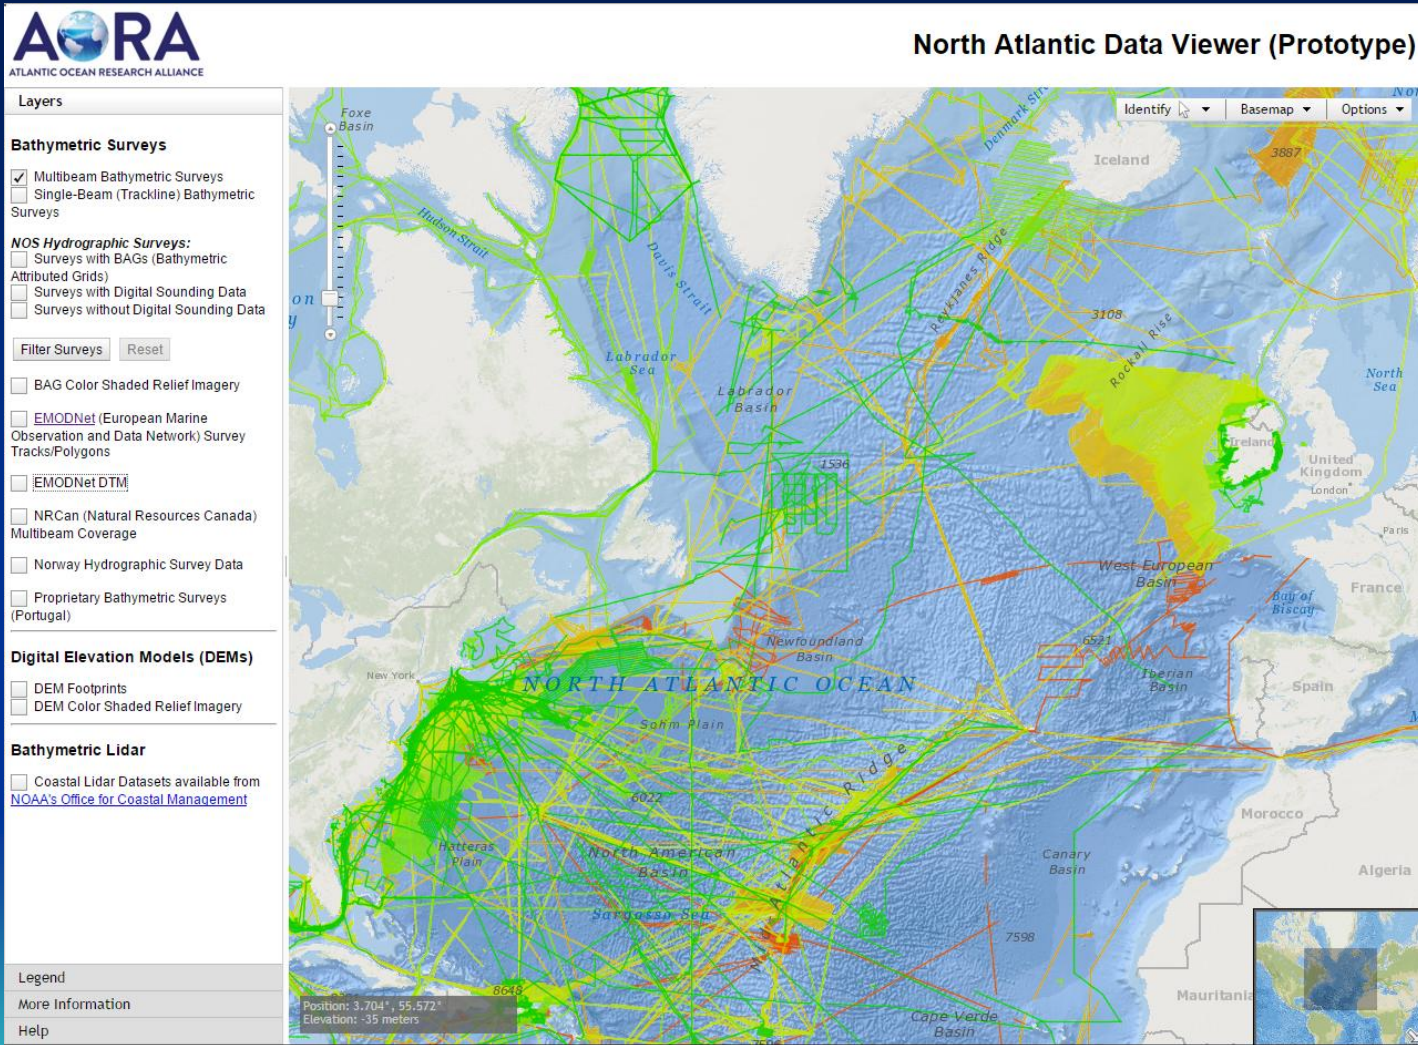 AORA
ATLANTIC OCEAN RESEARCH ALLIANCE
North Atlantic Data Viewer (Prototype)
Layers
Bathymetric Surveys
Multibeam Bathymetric Surveys
Single-Beam (Trackline) Bathymetric
Surveys
NOS Hydrographic Surveys:
Surveys with BAGs (Bathymetric
Attributed Grids)
Surveys with Digital Sounding Data
Surveys without Digital Sounding Data
Filter Surveys
Reset
BAG Color Shaded Relief Imagery
EMODNet (European Marine
Observation and Data Network) Survey
Tracks/Polygons
EMODNet DTM
NRCan (Natural Resources Canada)
Multibeam Coverage
Norway Hydrographic Survey Data
Proprietary Bathymetric Surveys
(Portugal)
Digital Elevation Models (DEMs)
DEM Footprints
DEM Color Shaded Relief Imagery
Bathymetric Lidar
Coastal Lidar Datasets available from
NOAA's Office for Coastal Management
Legend
More Information
Help
Identify
Basemap
Options
Foxe
Basin
Denmark Str
Iceland
3887
Hudson Strait
Davis Strait
on
y
Reykjanes Ridge
3108
Rockall Rise
Labrador
Sea
North
Sea
Labrador
Basin
Ireland
United
Kingdom
London
1536
Paris
West European
Basin
France
Bay of
Biscay
Newfoundland
Basin
6521
Iberian
Basin
New York
NORTH ATLANTIC OCEAN
Spain
Sohm Plain
Mid-Atlantic Ridge
6022
Morocco
Hatteras
Plain
North American
Basin
Canary
Basin
Algeria
Sargasso Sea
7598
8648
Mauritania
Position: 3.704°, 55.572°
Elevation: -35 meters
Cape Verde
Basin